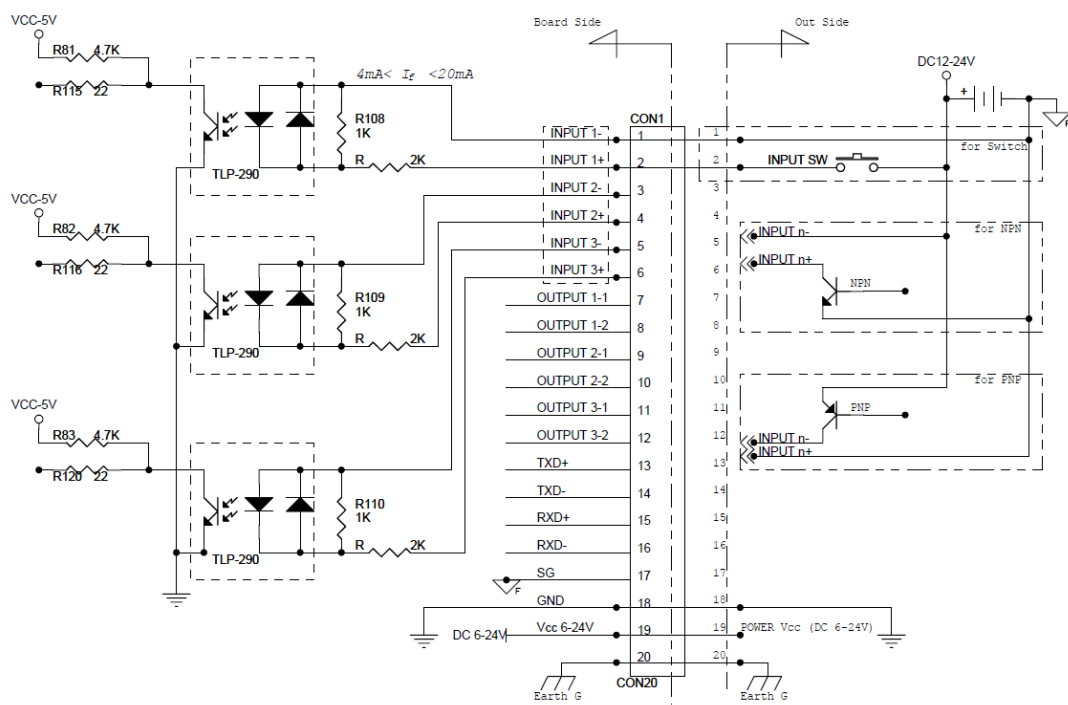 Board Side
Out Side
VCC-5V
R81 4.7K
R115 22
TLP-290
4mA< If <20mA
R108
1K
R 2K
VCC-5V
R82 4.7K
R116 22
TLP-290
R109
1K
R 2K
VCC-5V
R83 4.7K
R120 22
TLP-290
R110
1K
R 2K
CON1
INPUT 1- 1
INPUT 1+ 2
INPUT 2- 3
INPUT 2+ 4
INPUT 3- 5
INPUT 3+ 6
OUTPUT 1-1 7
OUTPUT 1-2 8
OUTPUT 2-1 9
OUTPUT 2-2 10
OUTPUT 3-1 11
OUTPUT 3-2 12
TXD+ 13
TXD- 14
RXD+ 15
RXD- 16
SG 17
F
GND 18
DC 6-24V Vcc 6-24V 19
20
CON20
Earth G
1
2
3
4
5
6
7
8
9
10
11
12
13
14
15
16
17
18
19 POWER Vcc (DC 6-24V)
20
Earth G
DC12-24V
+
F
for Switch
INPUT SW
for NPN
INPUT n-
INPUT n+
NPN
for PNP
PNP
INPUT n-
INPUT n+